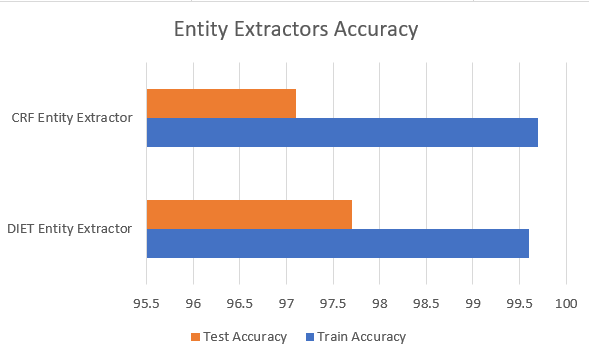 Entity Extractors Accuracy
CRF Entity Extractor
DIET Entity Extractor
95.5 96 96.5 97 97.5 98 98.5 99 99.5 100
Test Accuracy Train Accuracy